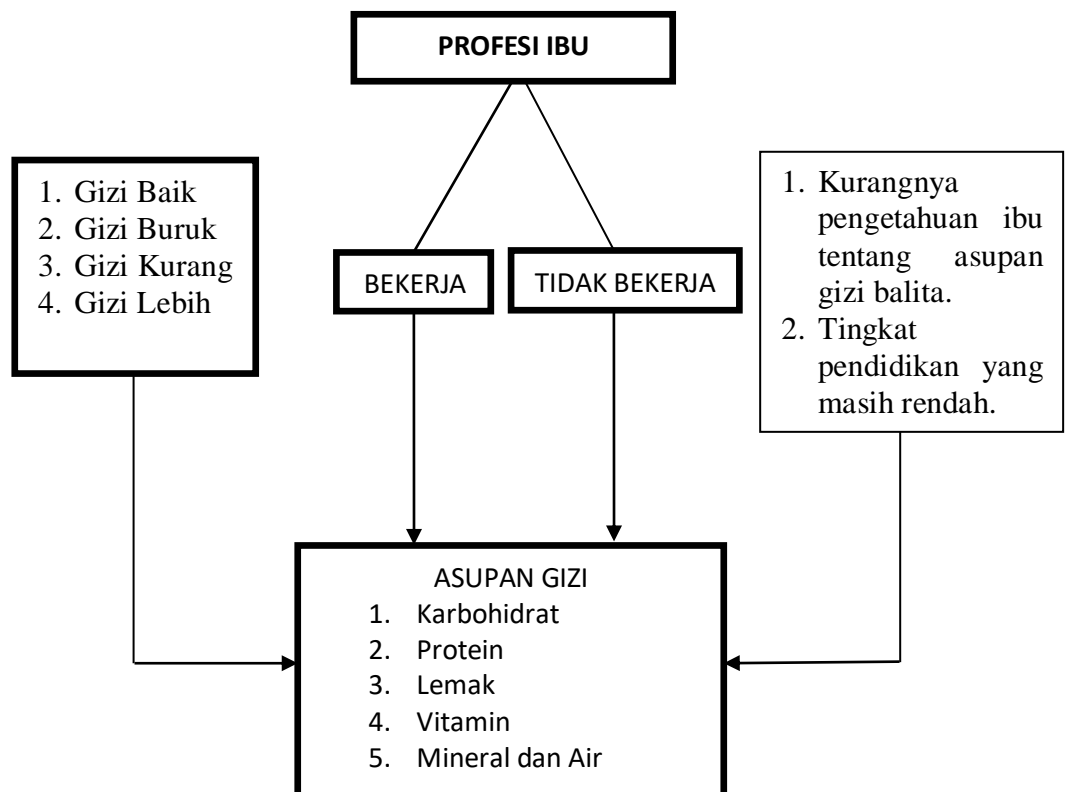 PROFESI IBU
1. Gizi Baik
2. Gizi Buruk
3. Gizi Kurang
4. Gizi Lebih
BEKERJA
TIDAK BEKERJA
1. Kurangnya
pengetahuan ibu
tentang asupan
gizi balita.
2. Tingkat
pendidikan yang
masih rendah.
ASUPAN GIZI
1. Karbohidrat
2. Protein
3. Lemak
4. Vitamin
5. Mineral dan Air